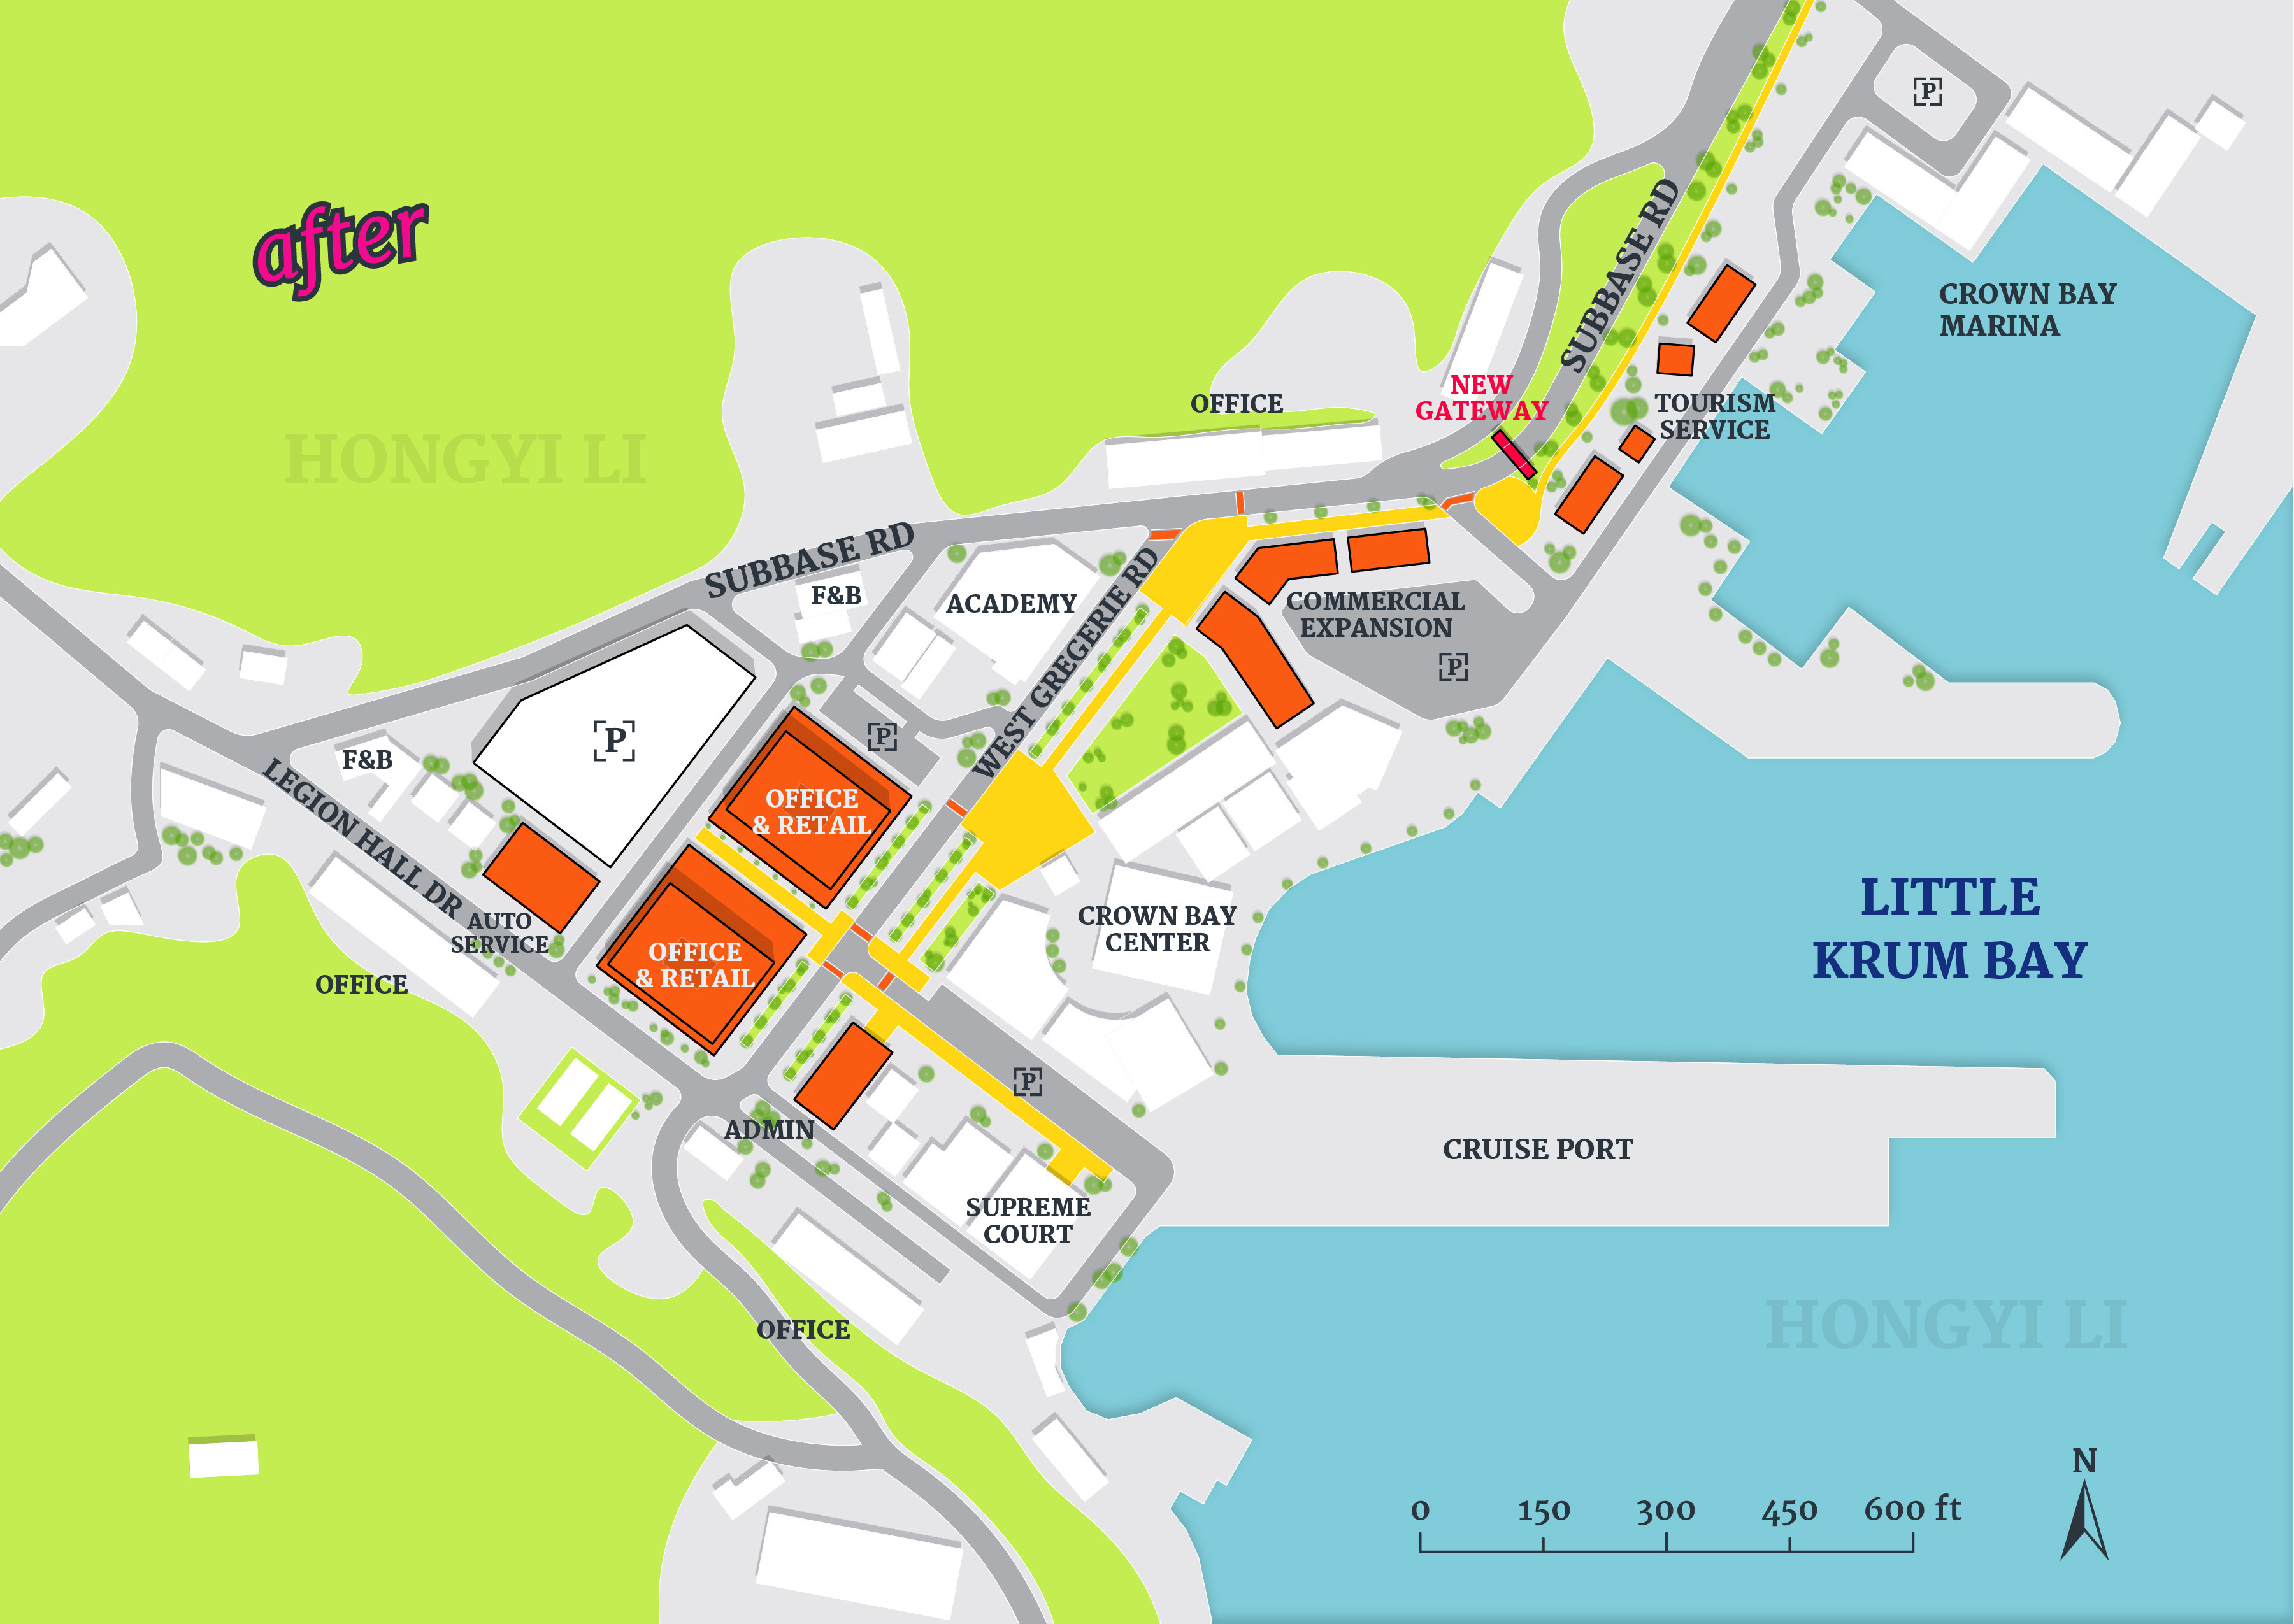 P
after
SUBBASE RD
CROWN BAY
MARINA
NEW
GATEWAY
OFFICE
TOURISM
SERVICE
HONGYI LI
SUBBASE RD
F&B
ACADEMY
WEST GREGERIE RD
COMMERCIAL
EXPANSION
P
P
P
F&B
LEGION HALL DR
OFFICE
& RETAIL
AUTO
SERVICE
OFFICE
& RETAIL
OFFICE
CROWN BAY
CENTER
LITTLE
KRUM BAY
P
ADMIN
CRUISE PORT
SUPREME
COURT
OFFICE
HONGYI LI
N
0 150 300 450 600 ft